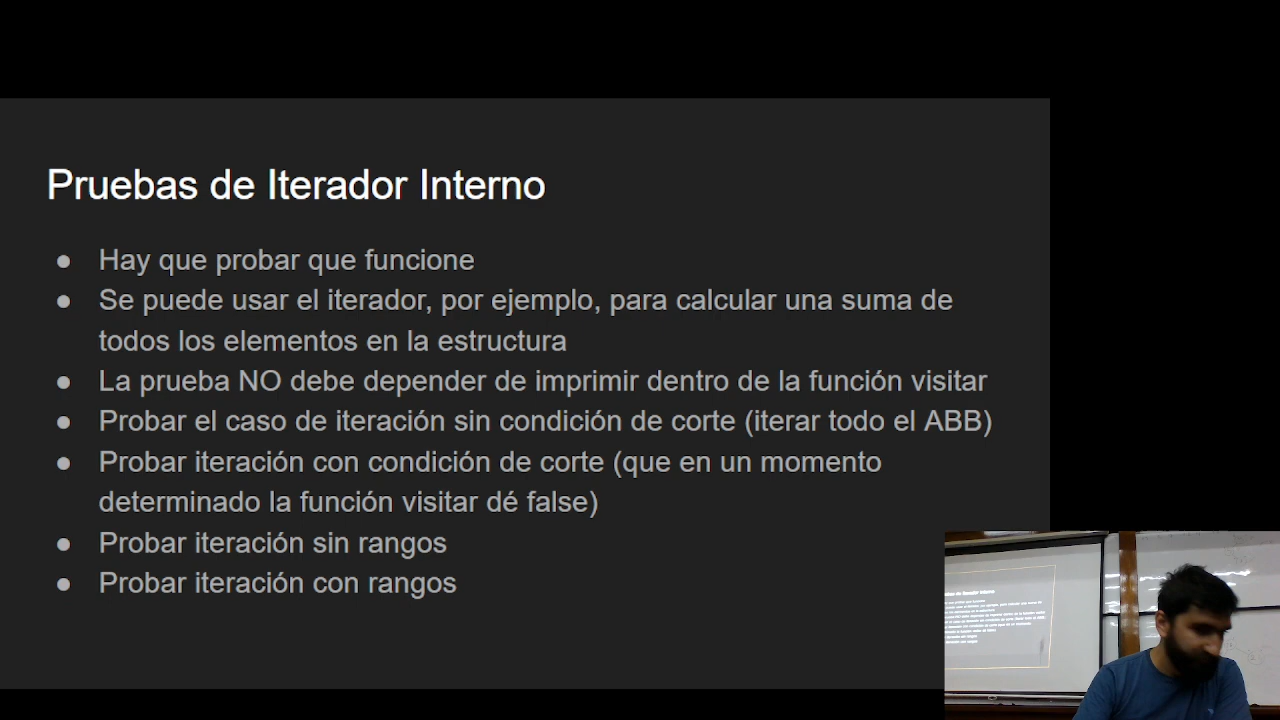 Pruebas de Iterador Interno
● Hay que probar que funcione
● Se puede usar el iterador, por ejemplo, para calcular una suma de
todos los elementos en la estructura
● La prueba NO debe depender de imprimir dentro de la función visitar
● Probar el caso de iteración sin condición de corte (iterar todo el ABB)
● Probar iteración con condición de corte (que en un momento
determinado la función visitar dé false)
● Probar iteración sin rangos
● Probar iteración con rangos